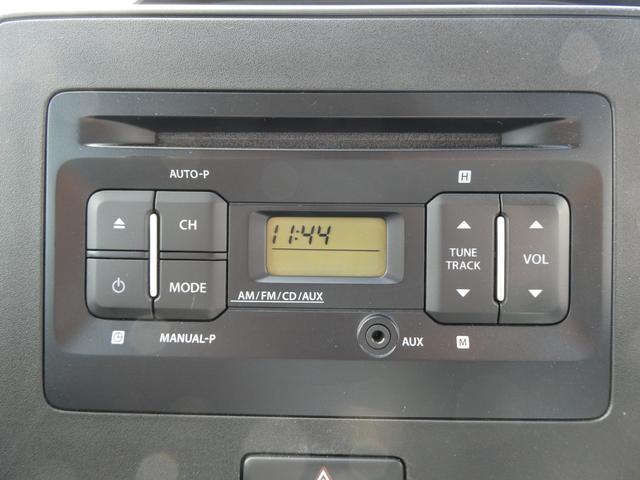 AUTO-P
H
CH
11:44
TUNE
TRACK
VOL
MODE
AM/FM/CD/AUX
MANUAL-P
AUX
M